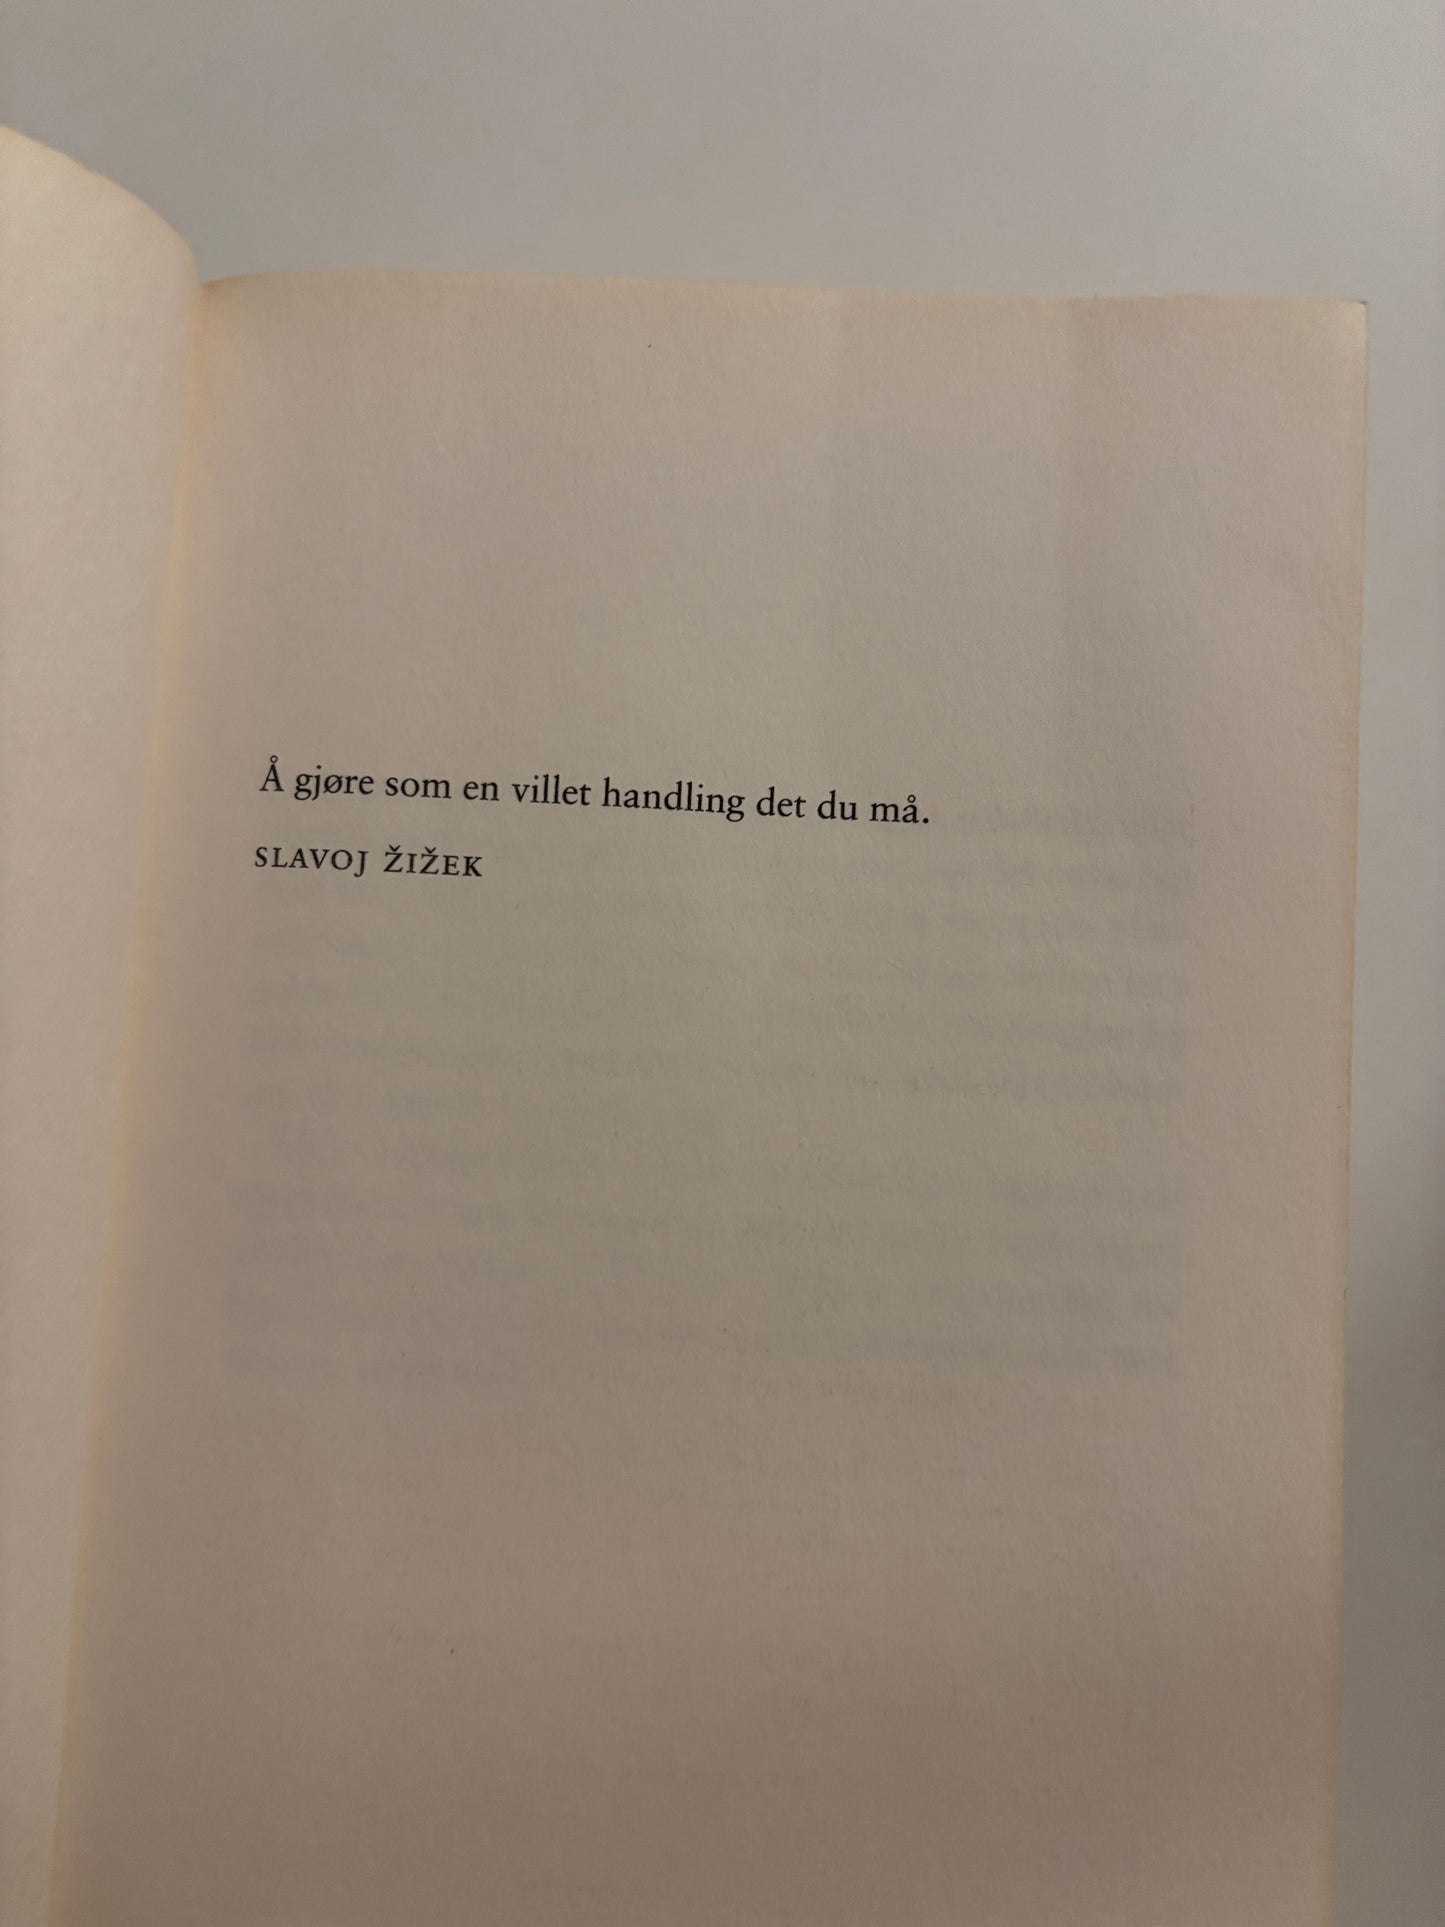 Å gjøre som en villet handling det du må.
SLAVOJ ŽIŽEK